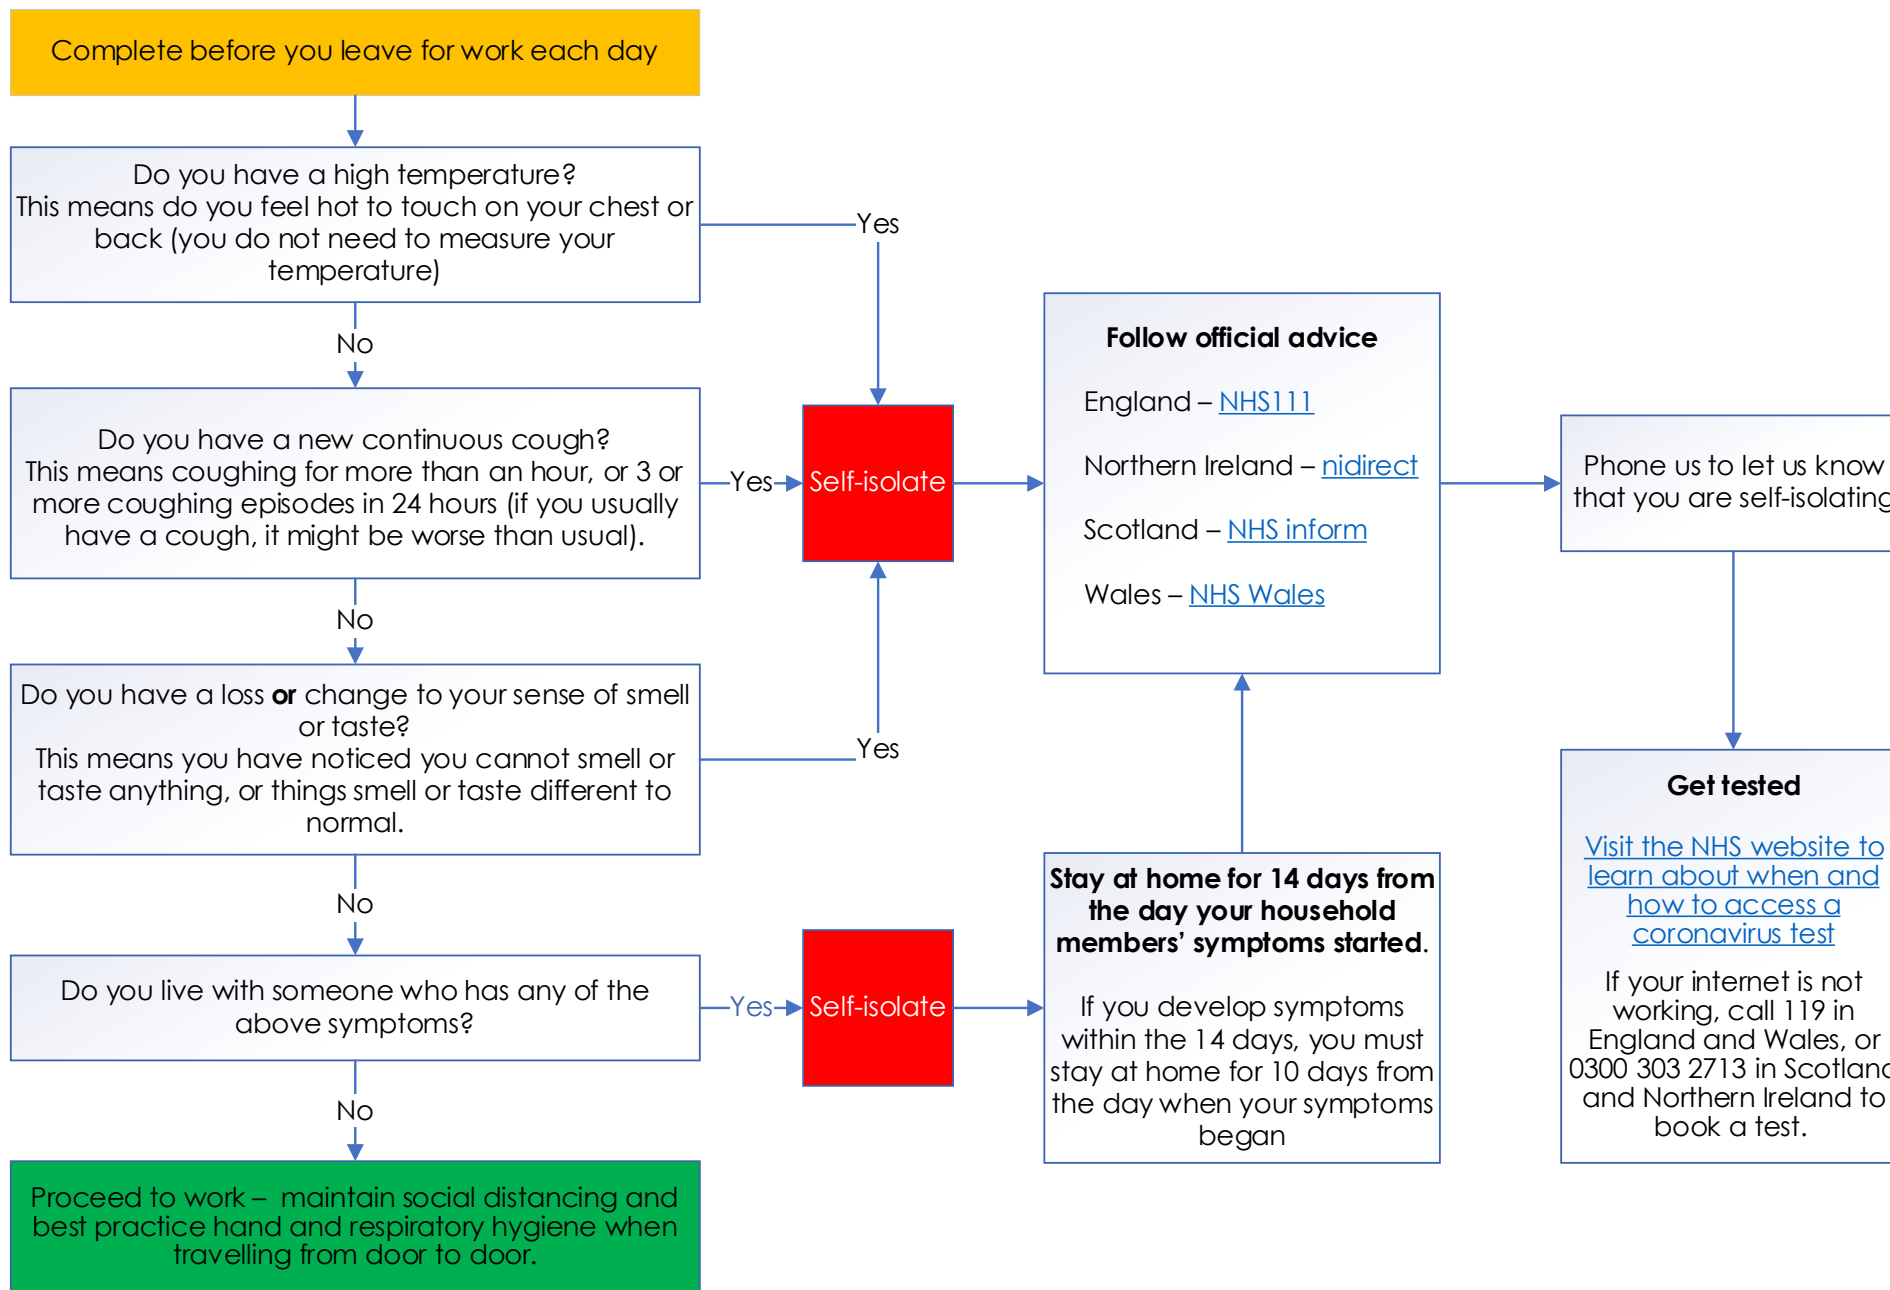 Complete before you leave for work each day
Do you have a high temperature?
This means do you feel hot to touch on your chest or
back (you do not need to measure your
temperature)
Yes
No
Do you have a new continuous cough?
This means coughing for more than an hour, or 3 or
more coughing episodes in 24 hours (if you usually
have a cough, it might be worse than usual).
Yes
Self-isolate
No
Do you have a loss or change to your sense of smell
or taste?
This means you have noticed you cannot smell or
taste anything, or things smell or taste different to
normal.
Yes
No
Do you live with someone who has any of the
above symptoms?
Yes
Self-isolate
No
Proceed to work – maintain social distancing and
best practice hand and respiratory hygiene when
travelling from door to door.
Follow official advice
England – NHS111
Northern Ireland – nidirect
Scotland – NHS inform
Wales – NHS Wales
Stay at home for 14 days from
the day your household
members’ symptoms started.
If you develop symptoms
within the 14 days, you must
stay at home for 10 days from
the day when your symptoms
began
Phone us to let us know
that you are self-isolating
Get tested
Visit the NHS website to
learn about when and
how to access a
coronavirus test
If your internet is not
working, call 119 in
England and Wales, or
0300 303 2713 in Scotland
and Northern Ireland to
book a test.